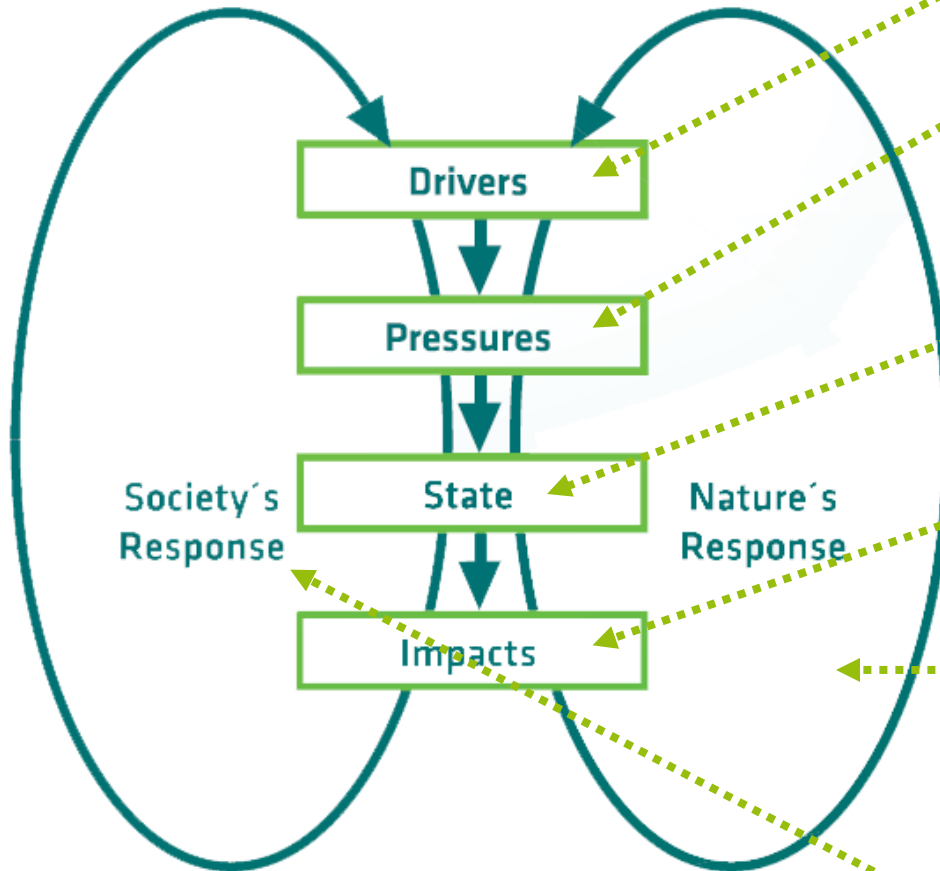 Drivers
Pressures
State
Society´s
Response
Nature´s
Response
Impacts